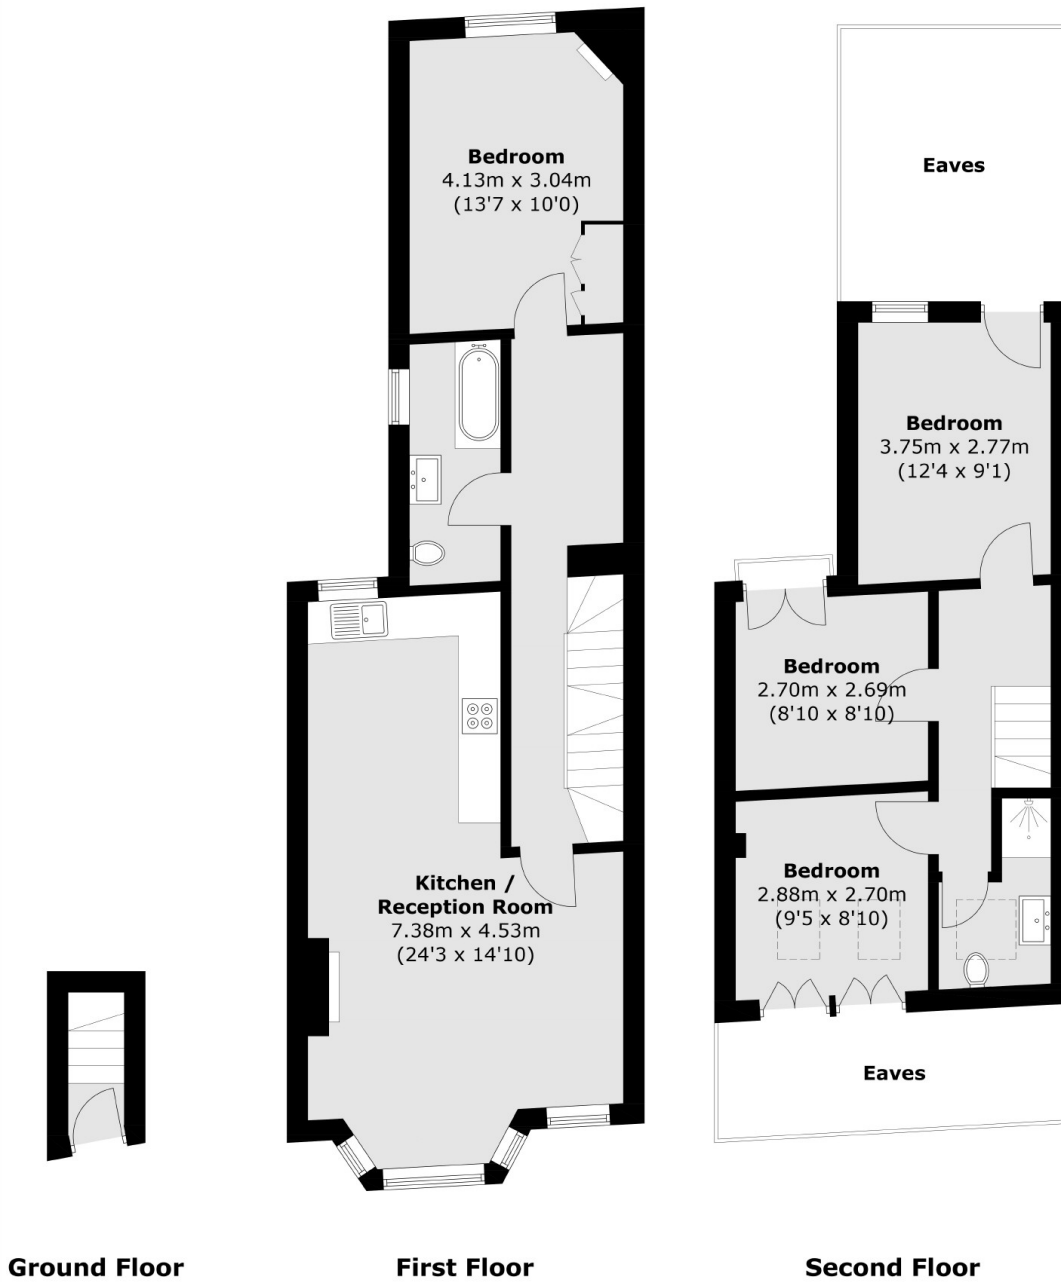 Bedroom
4.13m x 3.04m
(13'7 x 10'0)
Kitchen /
Reception Room
7.38m x 4.53m
(24'3 x 14'10)
Eaves
Bedroom
3.75m x 2.77m
(12'4 x 9'1)
Bedroom
2.70m x 2.69m
(8'10 x 8'10)
Bedroom
2.88m x 2.70m
(9'5 x 8'10)
Eaves
Ground Floor
First Floor
Second Floor